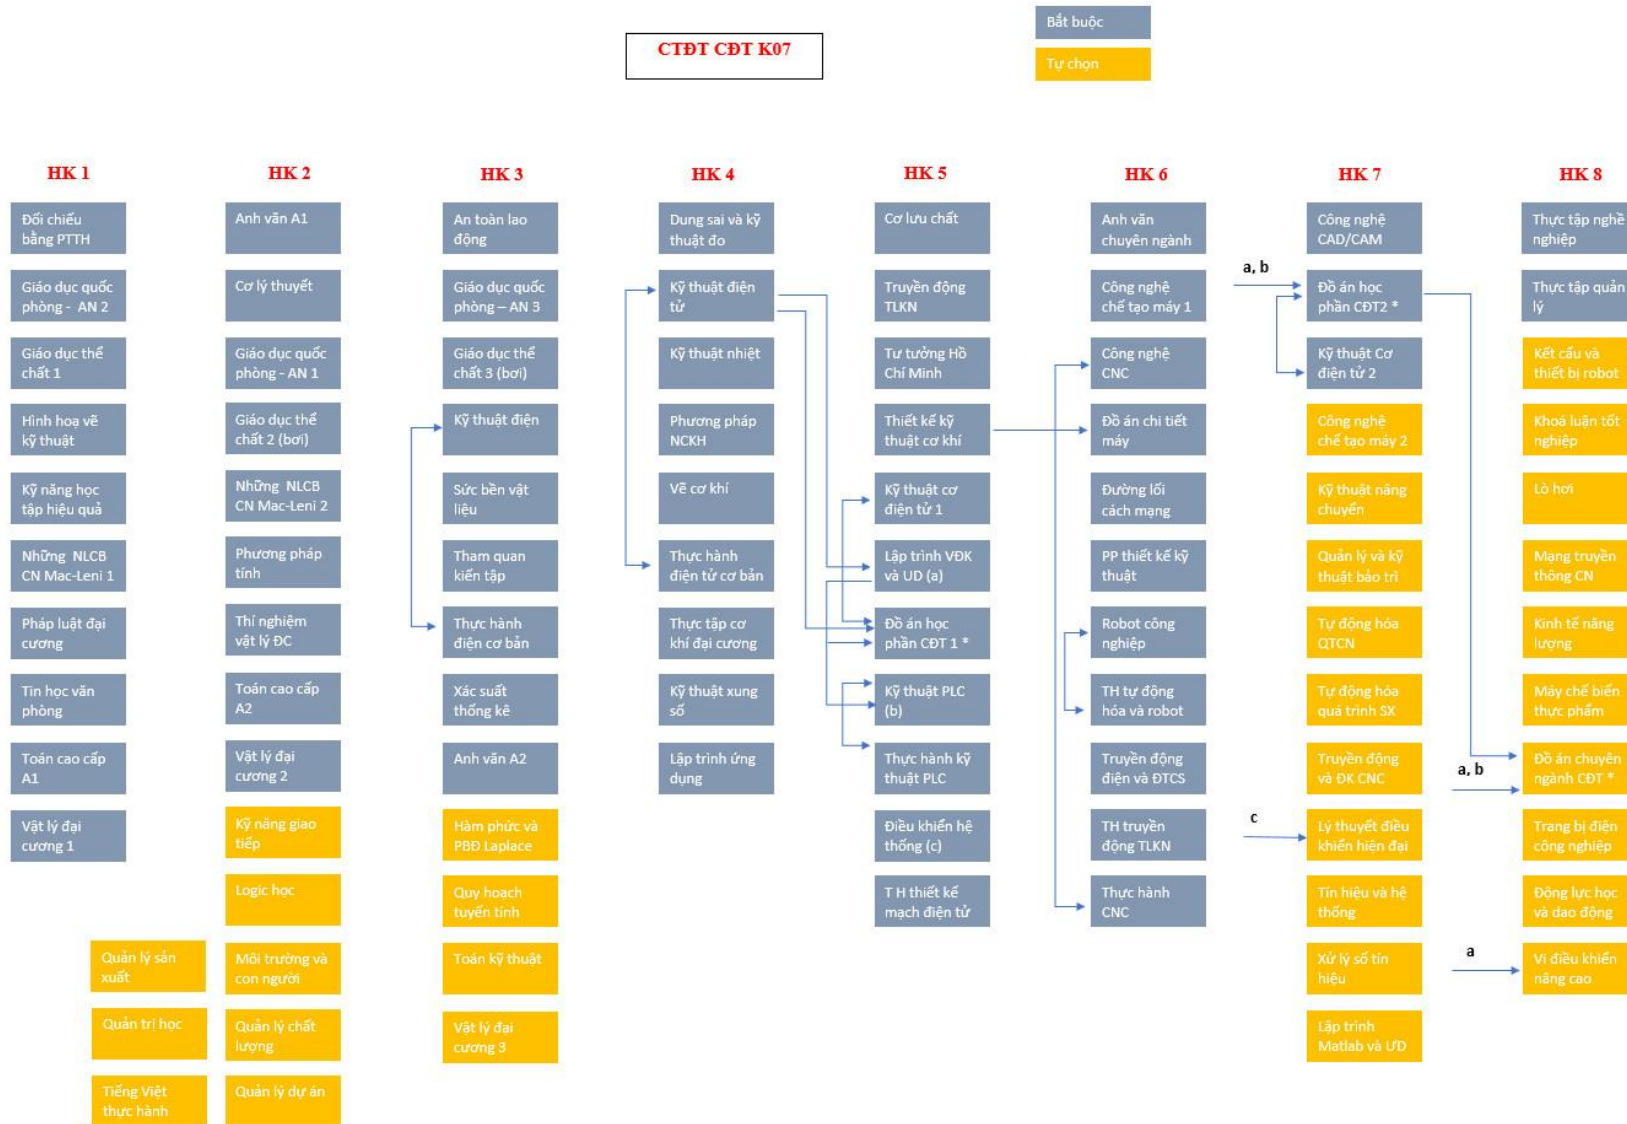 Bắt buộc
CTĐT CĐT K07
Tự chọn
HK 1
HK 2
HK 3
HK 4
HK 5
HK 6
HK 7
HK 8
Đối chiếu
bằng PTTH
Giáo dục quốc
phòng - AN 2
Giáo dục thể
chất 1
Hình hoạ vẽ
kỹ thuật
Kỹ năng học
tập hiệu quả
Những NLCB
CN Mac-Leni 1
Pháp luật đại
cương
Tin học văn
phòng
Toán cao cấp
A1
Vật lý đại
cương 1
Quản lý sản
xuất
Quản trị học
Tiếng Việt
thực hành
Anh văn A1
Cơ lý thuyết
Giáo dục quốc
phòng - AN 1
Giáo dục thể
chất 2 (bơi)
Những NLCB
CN Mac-Leni 2
Phương pháp
tính
Thí nghiệm
vật lý ĐC
Toán cao cấp
A2
Vật lý đại
cương 2
Kỹ năng giao
tiếp
Logic học
Môi trường và
con người
Quản lý chất
lượng
Quản lý dự án
An toàn lao
động
Giáo dục quốc
phòng – AN 3
Giáo dục thể
chất 3 (bơi)
Kỹ thuật điện
Sức bền vật
liệu
Tham quan
kiến tập
Thực hành
điện cơ bản
Xác suất
thống kê
Anh văn A2
Hàm phức và
PBĐ Laplace
Quy hoạch
tuyến tính
Toán kỹ thuật
Vật lý đại
cương 3
Dung sai và kỹ
thuật đo
Kỹ thuật điện
tử
Kỹ thuật nhiệt
Phương pháp
NCKH
Vẽ cơ khí
Thực hành
điện tử cơ bản
Thực tập cơ
khí đại cương
Kỹ thuật xung
số
Lập trình ứng
dụng
Cơ lưu chất
Truyền động
TLKN
Tư tưởng Hồ
Chí Minh
Thiết kế kỹ
thuật cơ khí
Kỹ thuật cơ
điện tử 1
Lập trình VĐK
và UD (a)
Đồ án học
phần CĐT 1 *
Kỹ thuật PLC
(b)
Thực hành kỹ
thuật PLC
Điều khiển hệ
thống (c)
T H thiết kế
mạch điện tử
Anh văn
chuyên ngành
Công nghệ
chế tạo máy 1
Công nghệ
CNC
Đồ án chi tiết
máy
Đường lối
cách mạng
PP thiết kế kỹ
thuật
Robot công
nghiệp
TH tự động
hóa và robot
Truyền động
điện và ĐTCS
TH truyền
động TLKN
Thực hành
CNC
a, b
c
Công nghệ
CAD/CAM
Đồ án học
phần CĐT2 *
Kỹ thuật Cơ
điện tử 2
Công nghệ
chế tạo máy 2
Kỹ thuật nâng
chuyển
Quản lý và kỹ
thuật bảo trì
Tự động hóa
QTCN
Tự động hóa
quá trình SX
Truyền động
và ĐK CNC
Lý thuyết điều
khiển hiện đại
Tín hiệu và hệ
thống
Xử lý số tín
hiệu
Lập trình
Matlab và ƯD
a, b
a
Thực tập nghề
nghiệp
Thực tập quản
lý
Kết cấu và
thiết bị robot
Khoá luận tốt
nghiệp
Lò hơi
Mạng truyền
thông CN
Kinh tế năng
lượng
Máy chế biến
thực phẩm
Đồ án chuyên
ngành CĐT *
Trang bị điện
công nghiệp
Động lực học
và dao động
Vi điều khiển
nâng cao